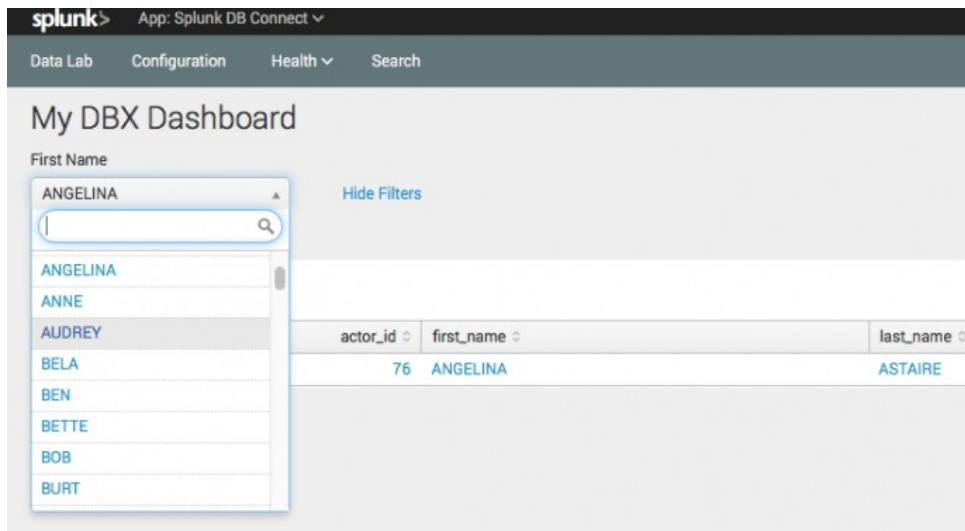 splunk> App: Splunk DB Connect
Data Lab Configuration Health Search
My DBX Dashboard
First Name
ANGELINA
Hide Filters
ANGELINA
ANNE
AUDREY
BELA
BEN
BETTE
BOB
BURT
actor_id first_name last_name
76 ANGELINA ASTAIRE